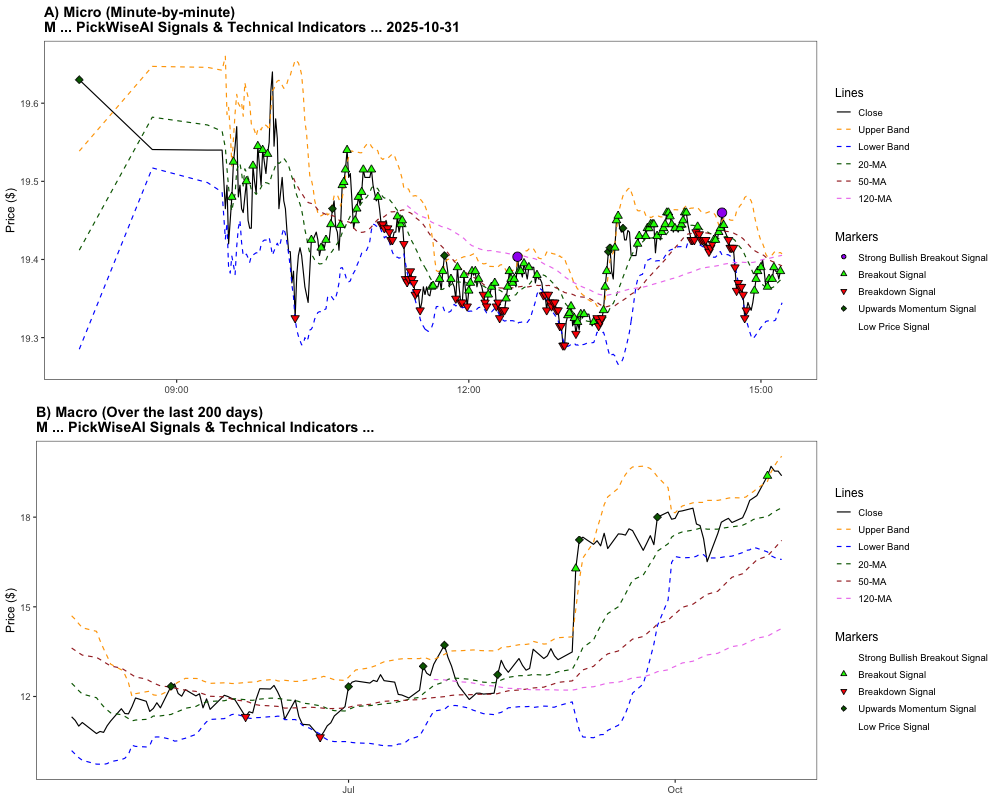 A) Micro (Minute-by-minute)
M ... PickWiseAI Signals & Technical Indicators ... 2025-10-31
Price ($)
19.6
19.5
19.4
19.3
09:00
12:00
15:00
Lines
Close
Upper Band
Lower Band
20-MA
50-MA
120-MA
Markers
Strong Bullish Breakout Signal
Breakout Signal
Breakdown Signal
Upwards Momentum Signal
Low Price Signal
B) Macro (Over the last 200 days)
M ... PickWiseAI Signals & Technical Indicators ...
Price ($)
18
15
12
Jul
Oct
Lines
Close
Upper Band
Lower Band
20-MA
50-MA
120-MA
Markers
Strong Bullish Breakout Signal
Breakout Signal
Breakdown Signal
Upwards Momentum Signal
Low Price Signal